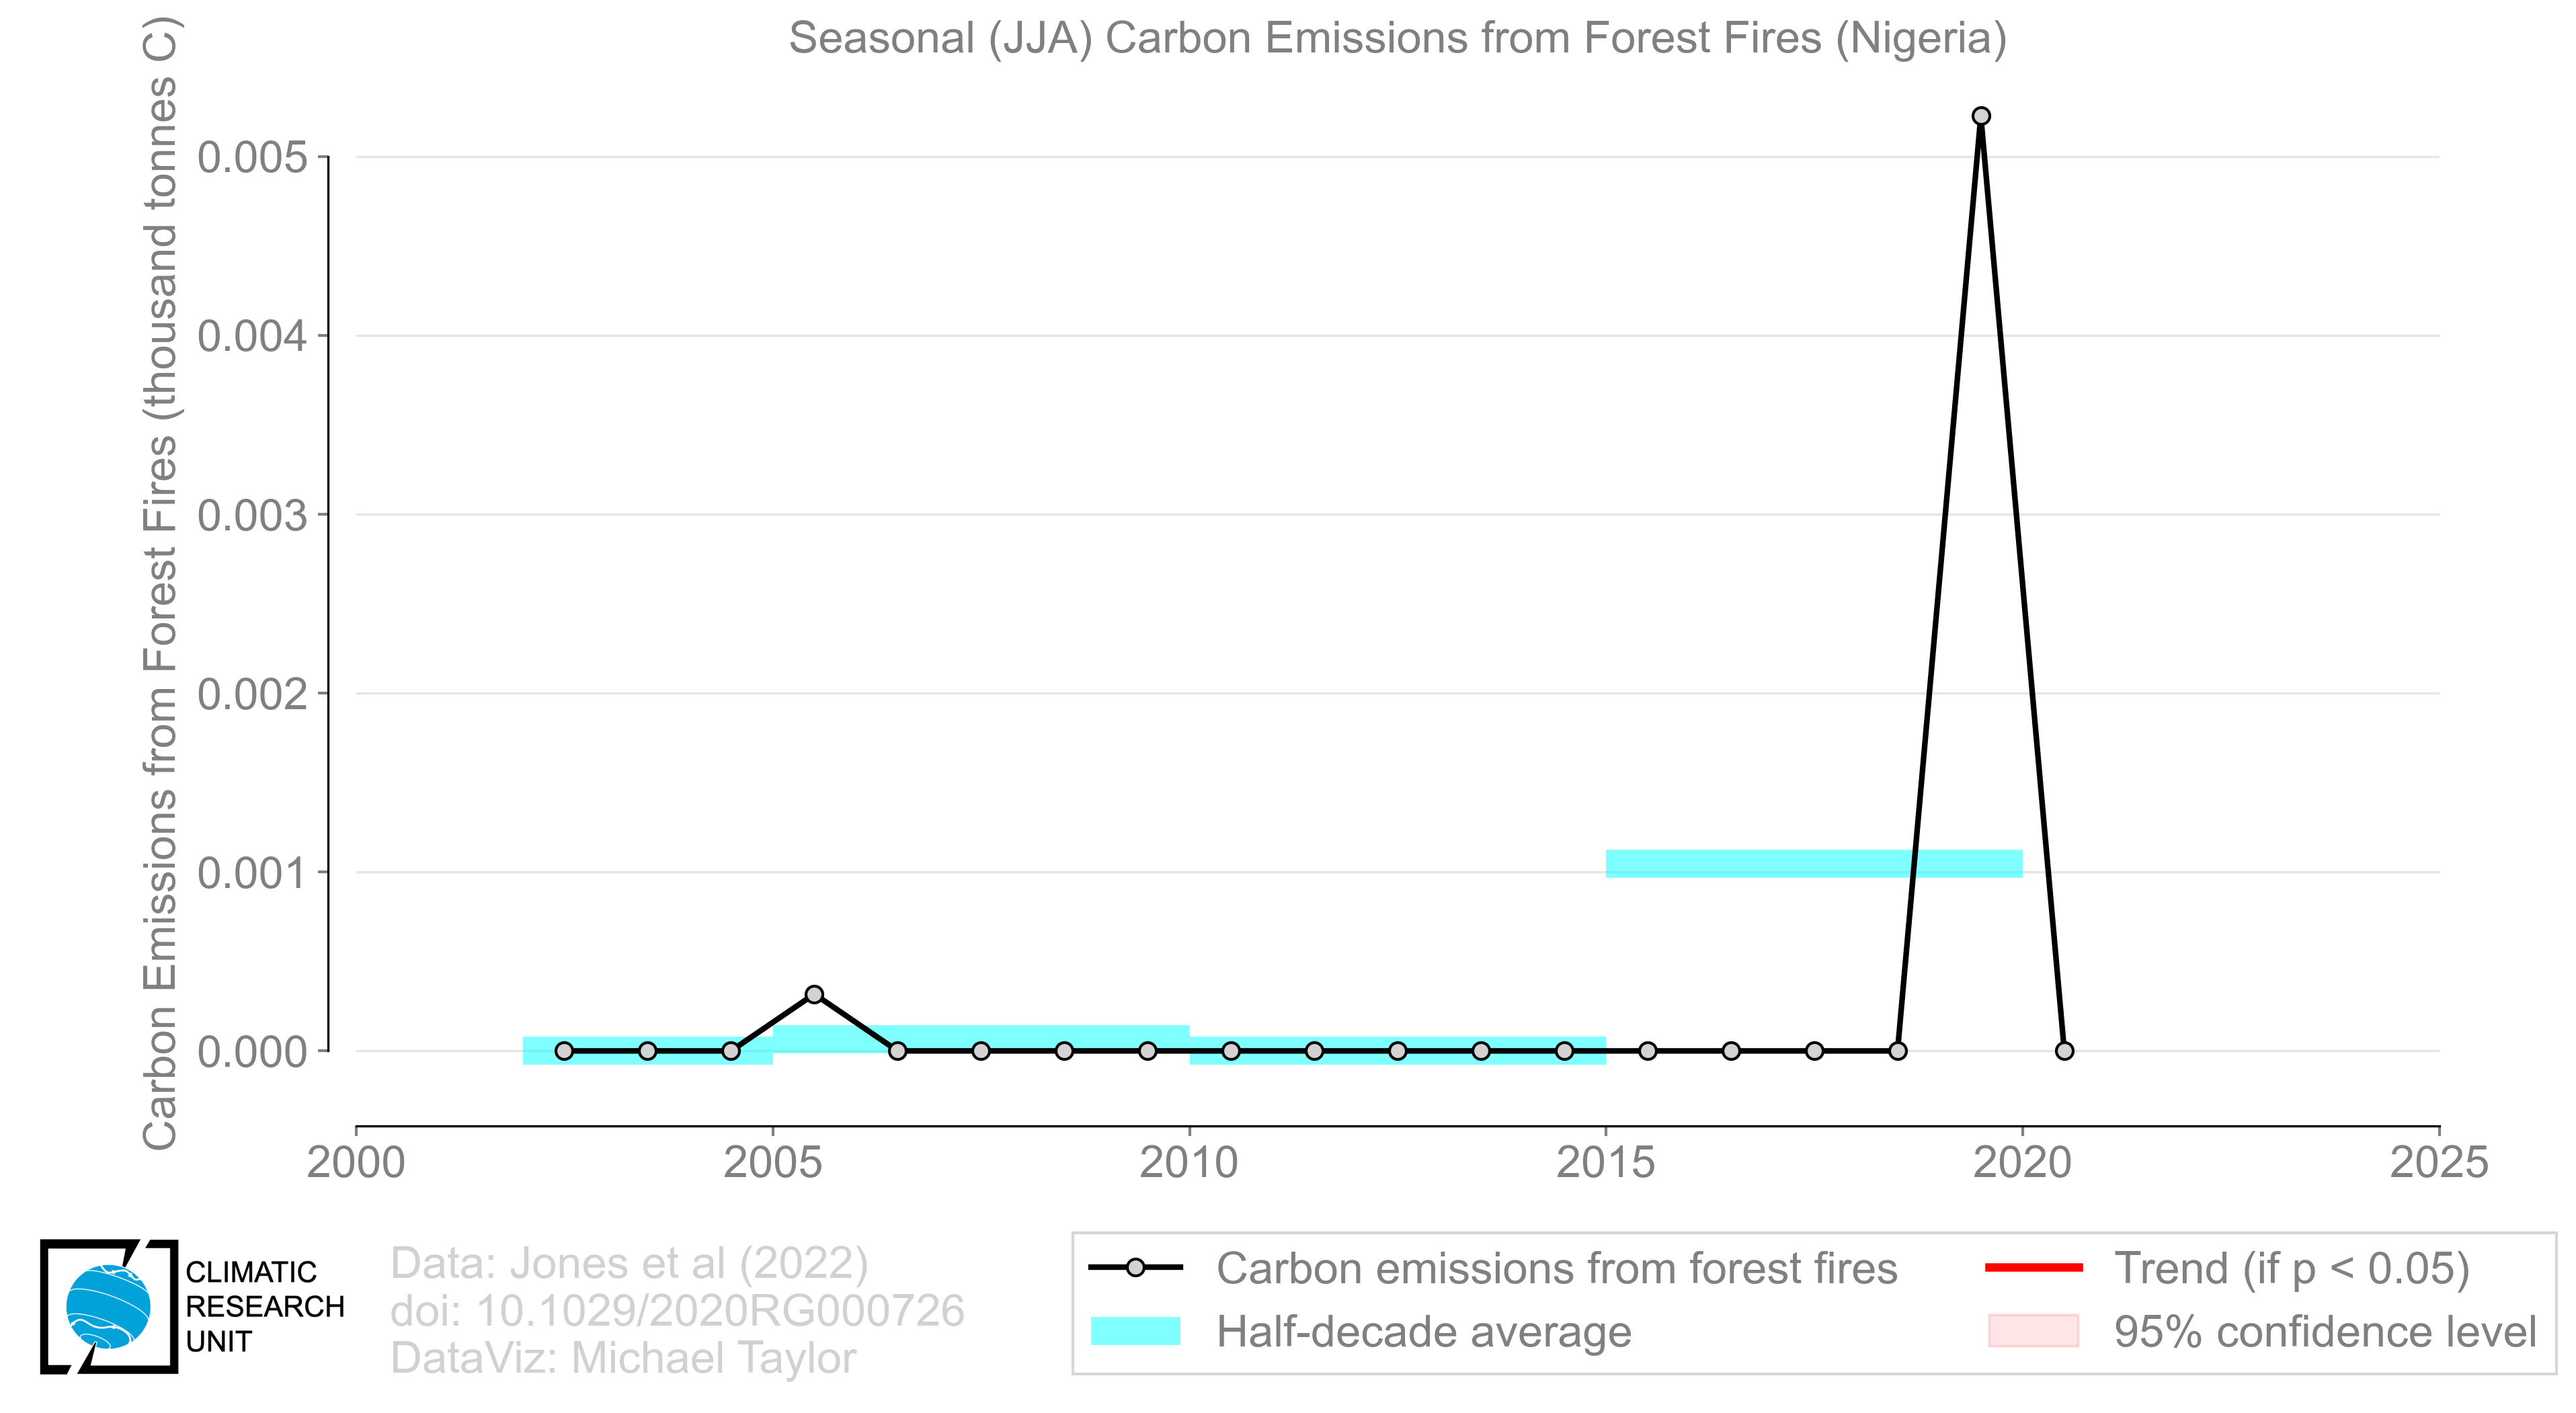 Seasonal (JJA) Carbon Emissions from Forest Fires (Nigeria)
Carbon Emissions from Forest Fires (thousand tonnes C)
0.005
0.004
0.003
0.002
0.001
0.000
2000 2005 2010 2015 2020 2025
CLIMATIC
RESEARCH
UNIT
Data: Jones et al (2022)
doi: 10.1029/2020RG000726
DataViz: Michael Taylor
Carbon emissions from forest fires
Half-decade average
Trend (if p < 0.05)
95% confidence level